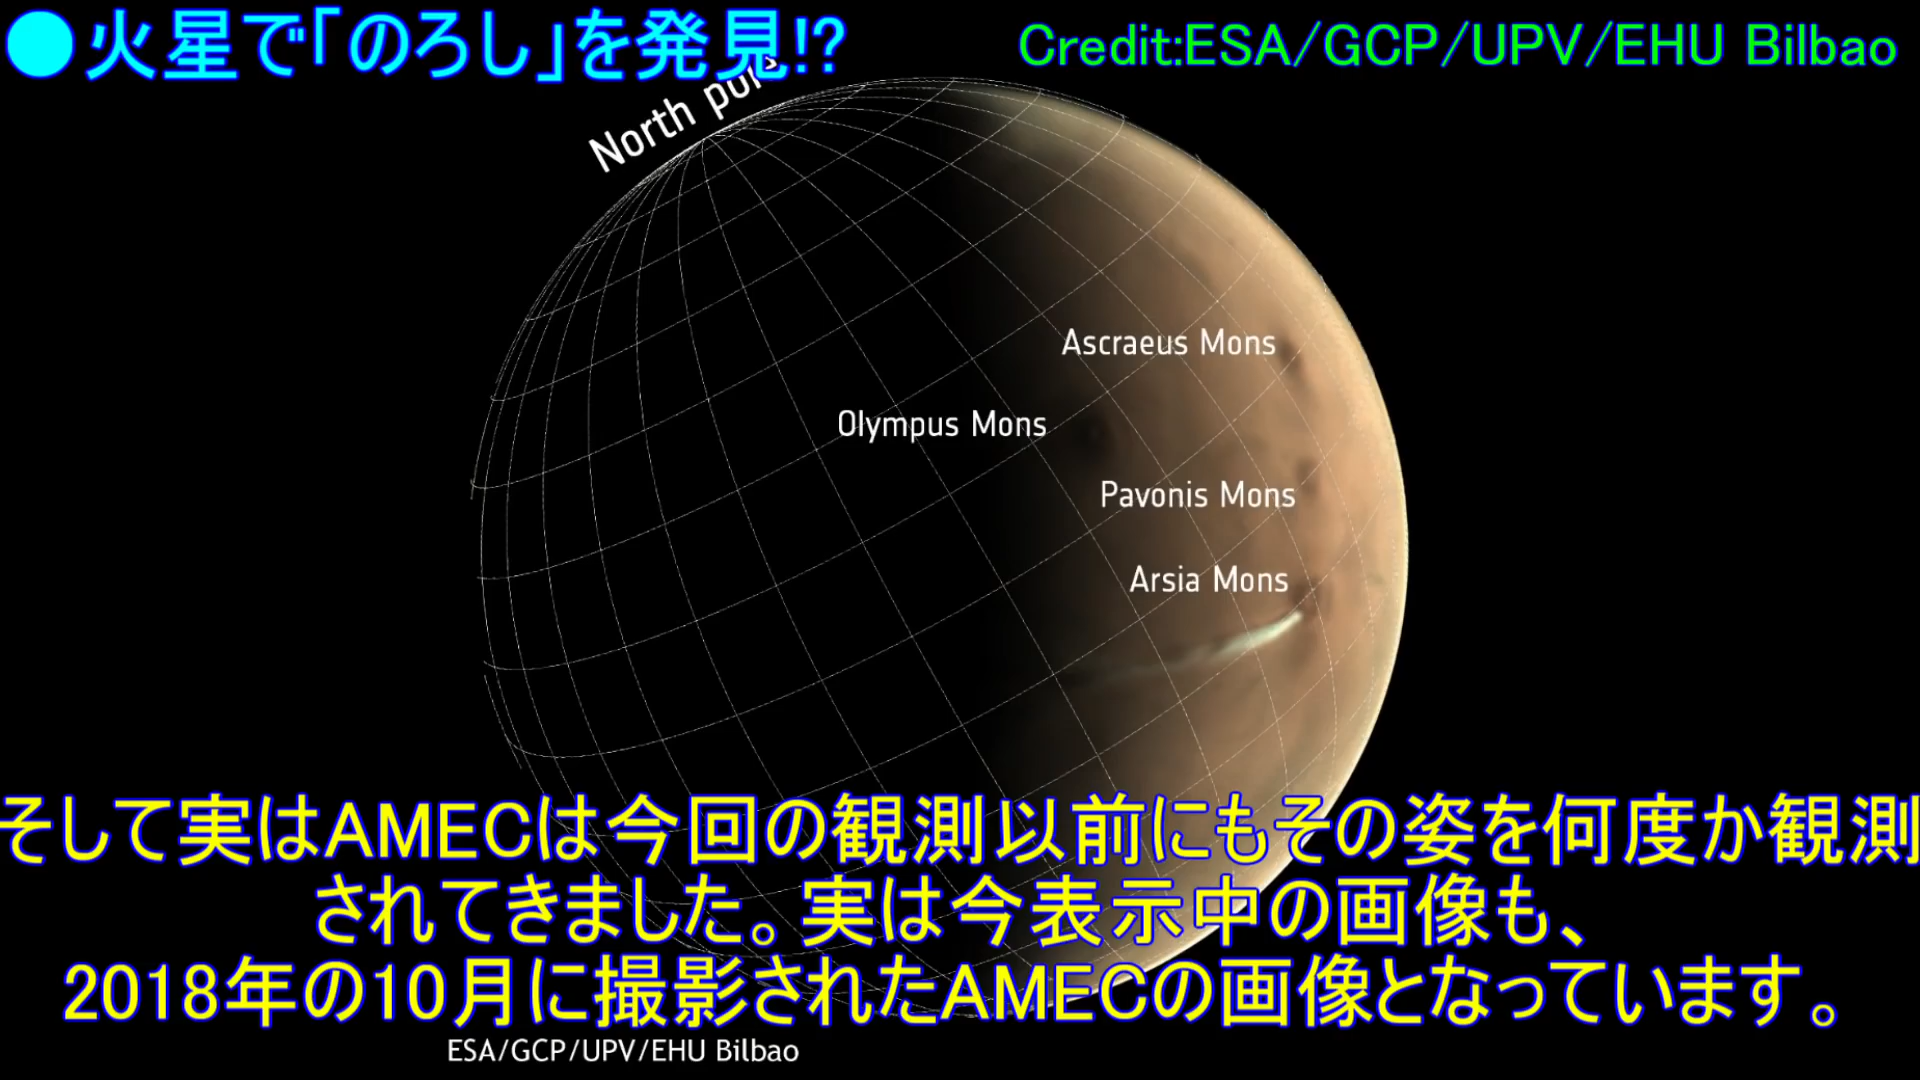 ●火星で「のろし」を発見!?
Credit:ESA/GCP/UPV/EHU Bilbao
North pole
Ascraeus Mons
Olympus Mons
Pavonis Mons
Arsia Mons
そして実はAMECは今回の観測以前にもその姿を何度か観測
されてきました。実は今表示中の画像も、
2018年の10月に撮影されたAMECの画像となっています。
ESA/GCP/UPV/EHU Bilbao